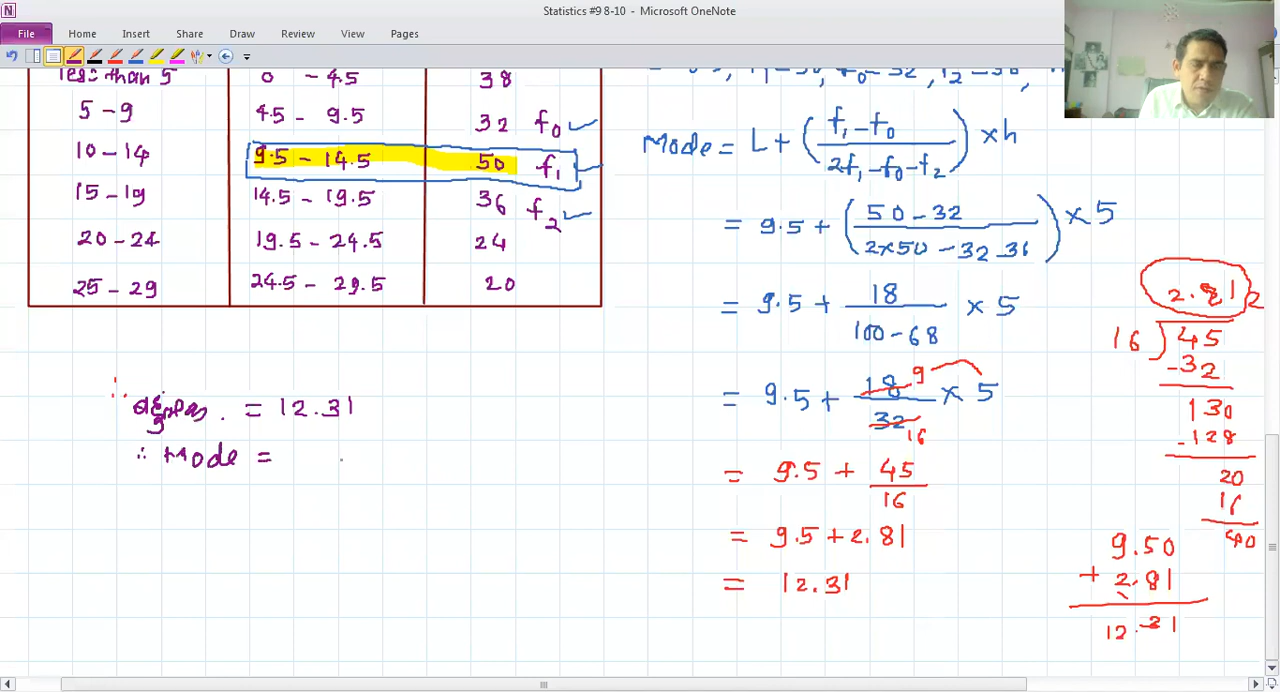 Statistics #9 8-10 - Microsoft OneNote
File Home Insert Share Draw Review View Pages
less than 5 0 - 4.5 38
5 - 9 4.5 - 9.5 32 f₀ ✓
10 - 14 9.5 - 14.5 50 f₁
15 - 19 14.5 - 19.5 36 f₂ ✓
20 - 24 19.5 - 24.5 24
25 - 29 24.5 - 29.5 20
∴
= 12.31
∴ Mode =
Mode = L + (f₁ - f₀ / 2f₁ - f₀ - f₂) × h
= 9.5 + (50 - 32 / 2×50 - 32 - 36) × 5
= 9.5 + 18 / 100 - 68 × 5
= 9.5 + 18 / 32 × 5
9
16
= 9.5 + 45 / 16
= 9.5 + 2.81
= 12.31
2.812
16 ) 45
-32
130
-128
20
16
40
9.50
+ 2.81
12.31